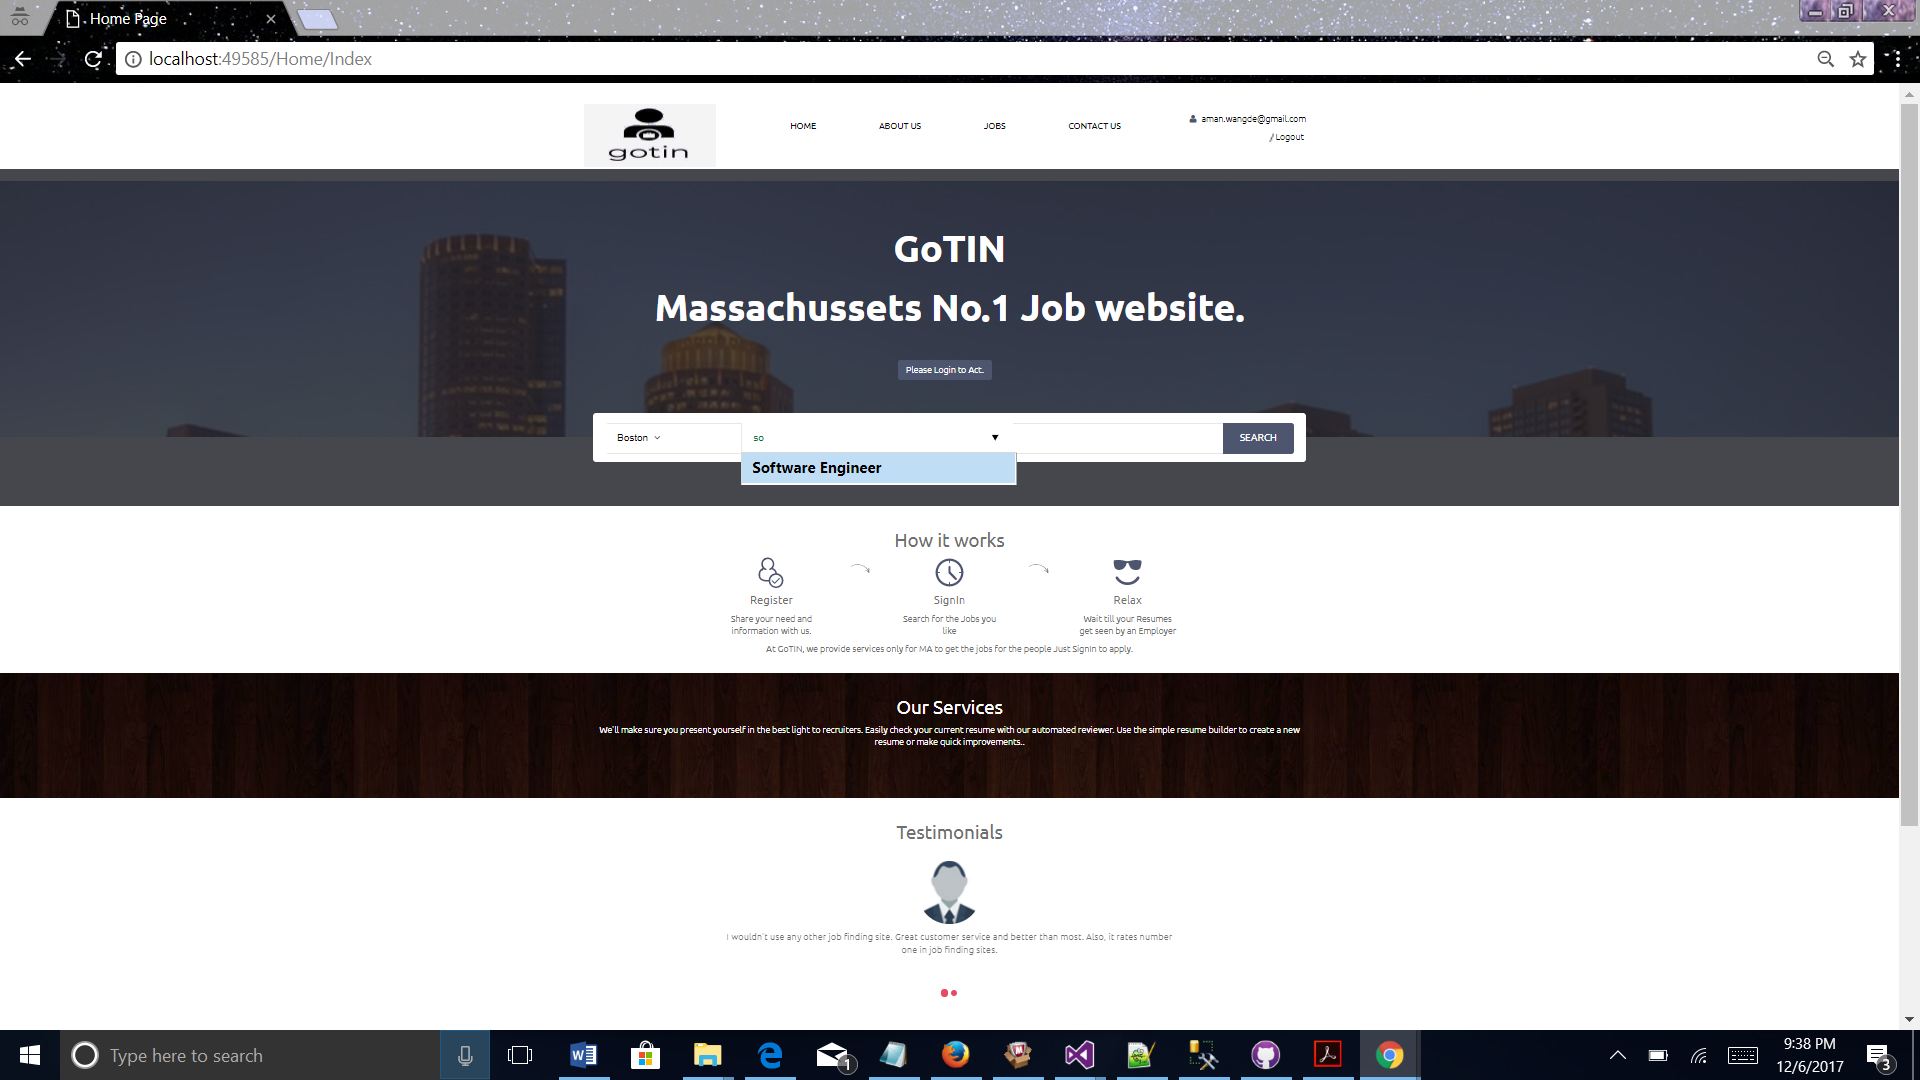 Home Page
localhost:49585/Home/Index
gotin
HOME
ABOUT US
JOBS
CONTACT US
aman.wangde@gmail.com
/Logout
GoTIN
Massachussets No.1 Job website.
Please Login to Act.
Boston
so
SEARCH
Software Engineer
How it works
Register
SignIn
Relax
Share your need and
information with us.
Search for the Jobs you
like
Wait till your Resumes
get seen by an Employer
At GoTIN, we provide services only for MA to get the jobs for the people Just SignIn to apply.
Our Services
We'll make sure you present yourself in the best light to recruiters. Easily check your current resume with our automated reviewer. Use the simple resume builder to create a new
resume or make quick improvements..
Testimonials
I wouldn't use any other job finding site. Great customer service and better than most. Also, it rates number
one in job finding sites.
Type here to search
1
9:38 PM
12/6/2017
3